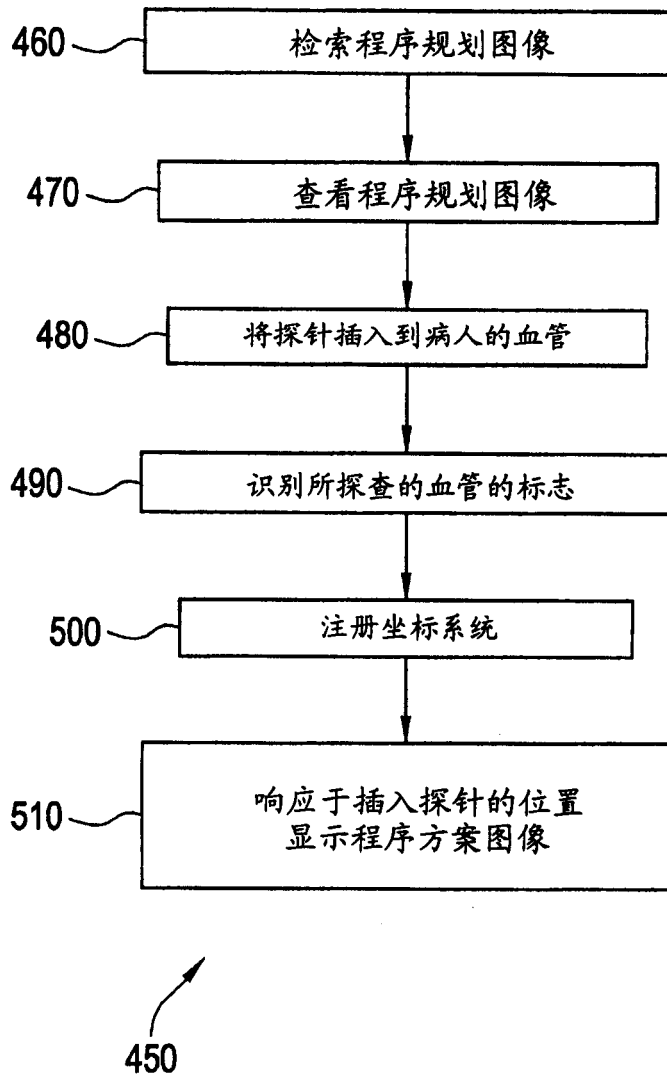 460 检索程序规划图像
470 查看程序规划图像
480 将探针插入到病人的血管
490 识别所探查的血管的标志
500 注册坐标系统
510 响应于插入探针的位置
显示程序方案图像
450